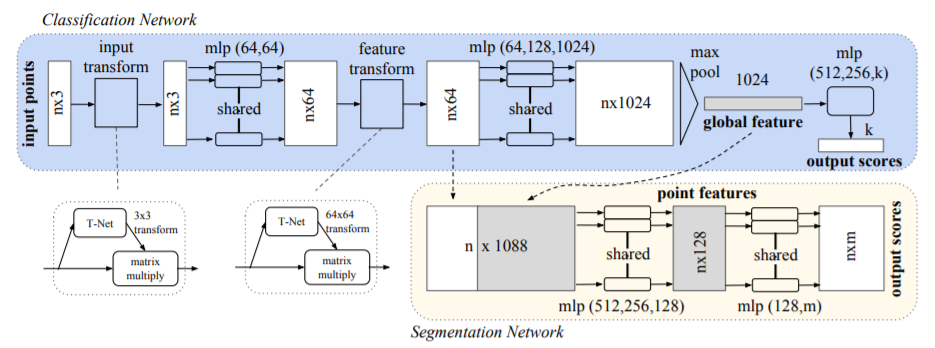 Classification Network
input points
nx3
input
transform
nx3
mlp (64,64)
shared
nx64
feature
transform
nx64
mlp (64,128,1024)
shared
nx1024
max
pool
1024
global feature
mlp
(512,256,k)
k
output scores
T-Net
3x3
transform
matrix
multiply
T-Net
64x64
transform
matrix
multiply
point features
n x 1088
shared
mlp (512,256,128)
nx128
shared
mlp (128,m)
nxm
output scores
Segmentation Network